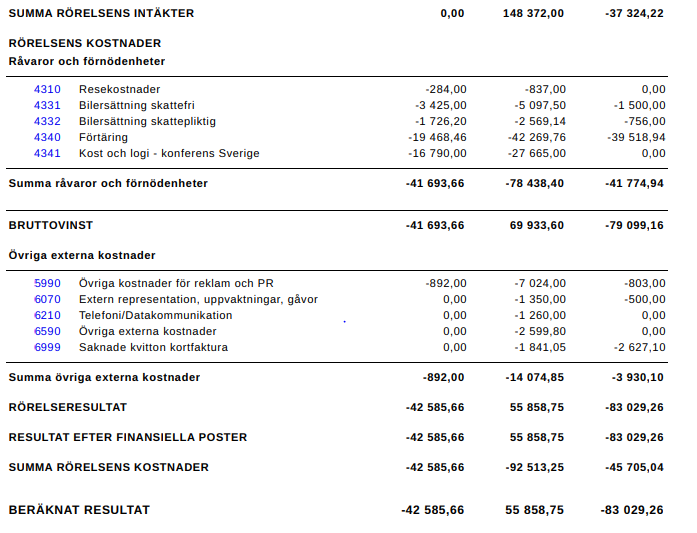 SUMMA RÖRELSENS INTÄKTER 0,00 148 372,00 -37 324,22
RÖRELSENS KOSTNADER
Råvaror och förnödenheter
4310 Resekostnader -284,00 -837,00 0,00
4331 Bilersättning skattefri -3 425,00 -5 097,50 -1 500,00
4332 Bilersättning skattepliktig -1 726,20 -2 569,14 -756,00
4340 Förtäring -19 468,46 -42 269,76 -39 518,94
4341 Kost och logi - konferens Sverige -16 790,00 -27 665,00 0,00
Summa råvaror och förnödenheter -41 693,66 -78 438,40 -41 774,94
BRUTTOVINST -41 693,66 69 933,60 -79 099,16
Övriga externa kostnader
5990 Övriga kostnader för reklam och PR -892,00 -7 024,00 -803,00
6070 Extern representation, uppvaktningar, gåvor 0,00 -1 350,00 -500,00
6210 Telefoni/Datakommunikation 0,00 -1 260,00 0,00
6590 Övriga externa kostnader 0,00 -2 599,80 0,00
6999 Saknade kvitton kortfaktura 0,00 -1 841,05 -2 627,10
Summa övriga externa kostnader -892,00 -14 074,85 -3 930,10
RÖRELSERESULTAT -42 585,66 55 858,75 -83 029,26
RESULTAT EFTER FINANSIELLA POSTER -42 585,66 55 858,75 -83 029,26
SUMMA RÖRELSENS KOSTNADER -42 585,66 -92 513,25 -45 705,04
BERÄKNAT RESULTAT -42 585,66 55 858,75 -83 029,26